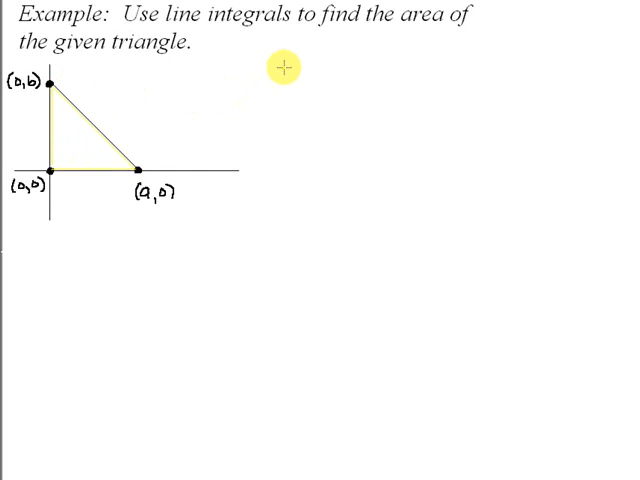 Example: Use line integrals to find the area of
the given triangle.
(0,b)
(0,0)
(a,0)